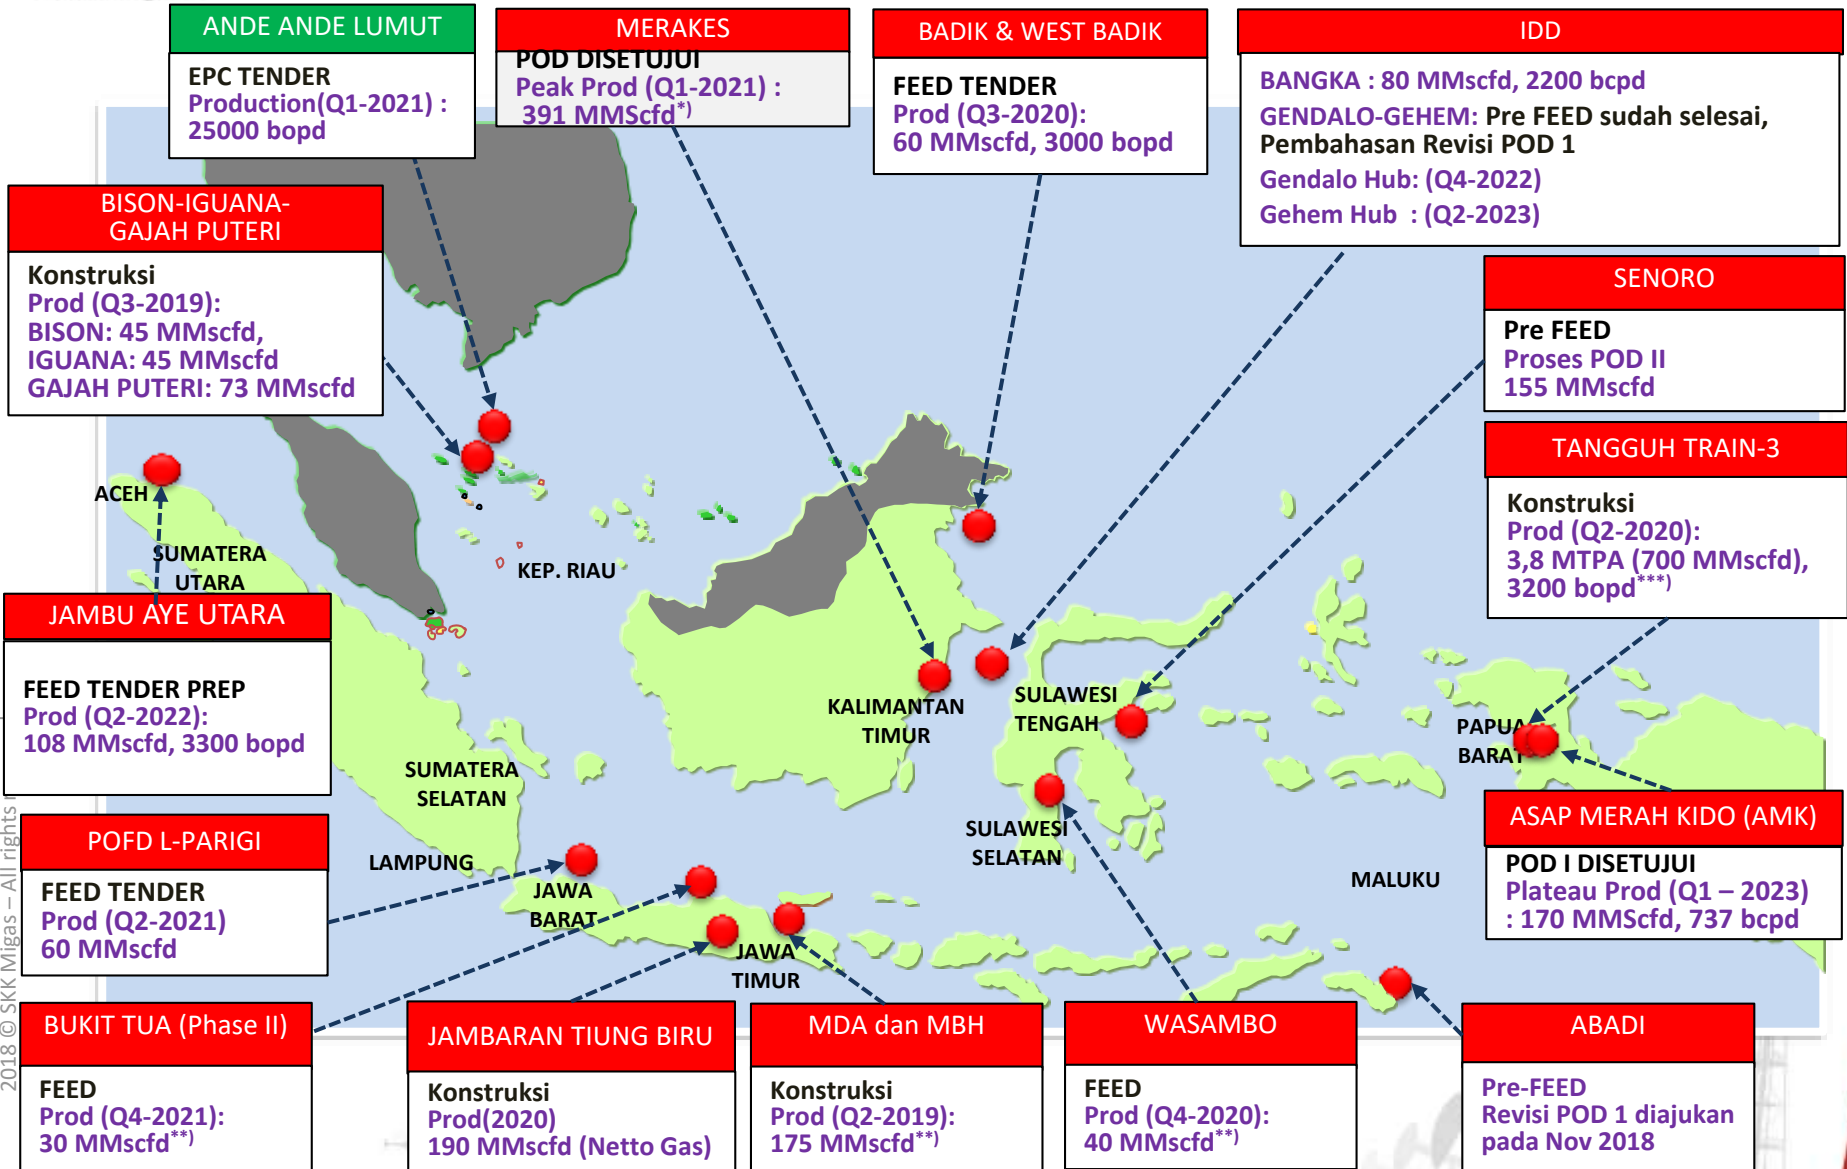 ANDE ANDE LUMUT
EPC TENDER
Production(Q1-2021) :
25000 bopd
MERAKES
POD DISETUJUI
Peak Prod (Q1-2021) :
391 MMScfd*)
BADIK & WEST BADIK
FEED TENDER
Prod (Q3-2020):
60 MMscfd, 3000 bopd
IDD
BANGKA : 80 MMscfd, 2200 bcpd
GENDALO-GEHEM: Pre FEED sudah selesai,
Pembahasan Revisi POD 1
Gendalo Hub: (Q4-2022)
Gehem Hub : (Q2-2023)
BISON-IGUANA-
GAJAH PUTERI
Konstruksi
Prod (Q3-2019):
BISON: 45 MMscfd,
IGUANA: 45 MMscfd
GAJAH PUTERI: 73 MMscfd
SENORO
Pre FEED
Proses POD II
155 MMscfd
TANGGUH TRAIN-3
Konstruksi
Prod (Q2-2020):
3,8 MTPA (700 MMscfd),
3200 bopd***)
ACEH
SUMATERA
UTARA
KEP. RIAU
JAMBU AYE UTARA
FEED TENDER PREP
Prod (Q2-2022):
108 MMscfd, 3300 bopd
KALIMANTAN
TIMUR
SULAWESI
TENGAH
PAPUA
BARAT
SUMATERA
SELATAN
SULAWESI
SELATAN
LAMPUNG
JAWA
BARAT
JAWA
TIMUR
MALUKU
POFD L-PARIGI
FEED TENDER
Prod (Q2-2021)
60 MMscfd
ASAP MERAH KIDO (AMK)
POD I DISETUJUI
Plateau Prod (Q1 – 2023)
: 170 MMScfd, 737 bcpd
BUKIT TUA (Phase II)
FEED
Prod (Q4-2021):
30 MMscfd**)
JAMBARAN TIUNG BIRU
Konstruksi
Prod(2020)
190 MMscfd (Netto Gas)
MDA dan MBH
Konstruksi
Prod (Q2-2019):
175 MMscfd**)
WASAMBO
FEED
Prod (Q4-2020):
40 MMscfd**)
ABADI
Pre-FEED
Revisi POD 1 diajukan
pada Nov 2018
2018 © SKK Migas – All rights